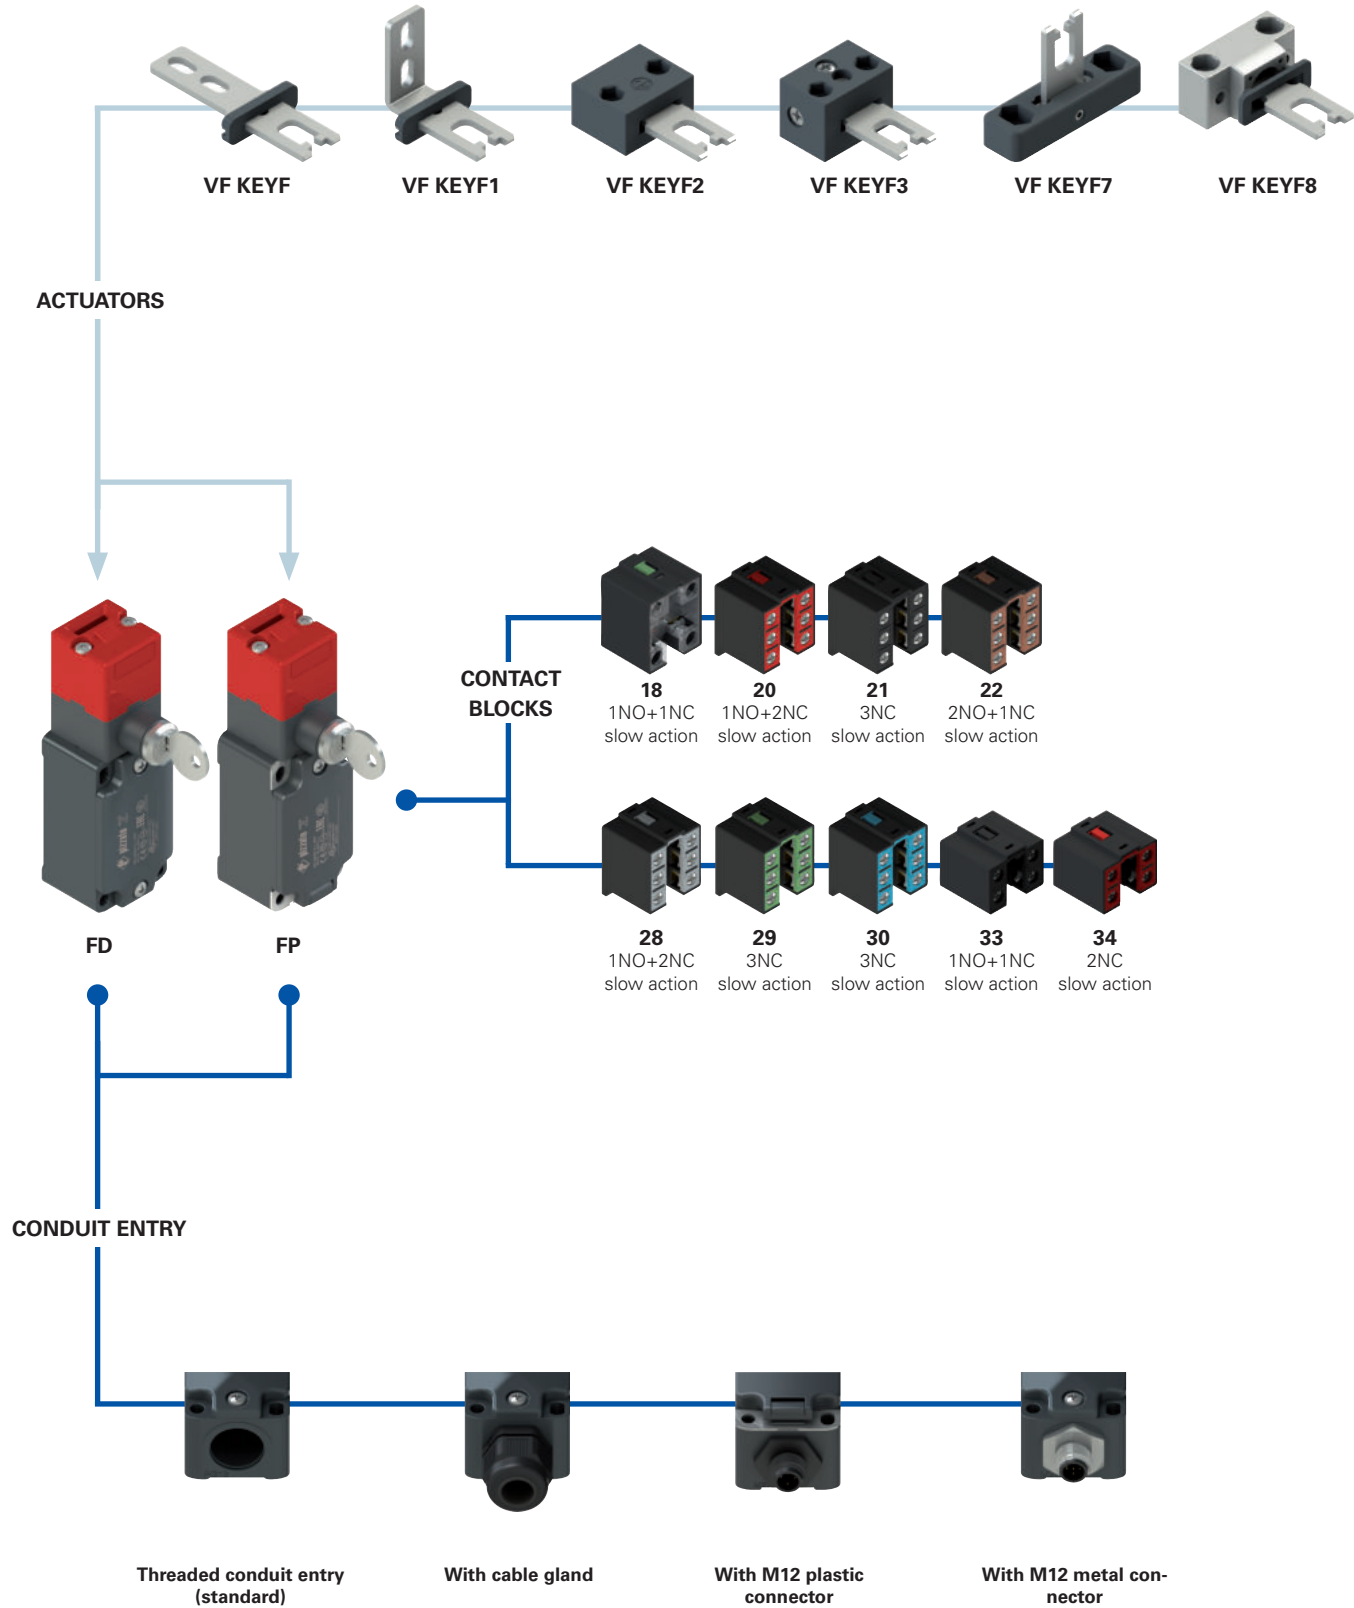 VF KEYF
VF KEYF1
VF KEYF2
VF KEYF3
VF KEYF7
VF KEYF8
ACTUATORS
CONTACT
BLOCKS
18
1NO+1NC
slow action
20
1NO+2NC
slow action
21
3NC
slow action
22
2NO+1NC
slow action
28
1NO+2NC
slow action
29
3NC
slow action
30
3NC
slow action
33
1NO+1NC
slow action
34
2NC
slow action
pizzato
pizzato
FD
FP
CONDUIT ENTRY
Threaded conduit entry
(standard)
With cable gland
With M12 plastic
connector
With M12 metal con-
nector